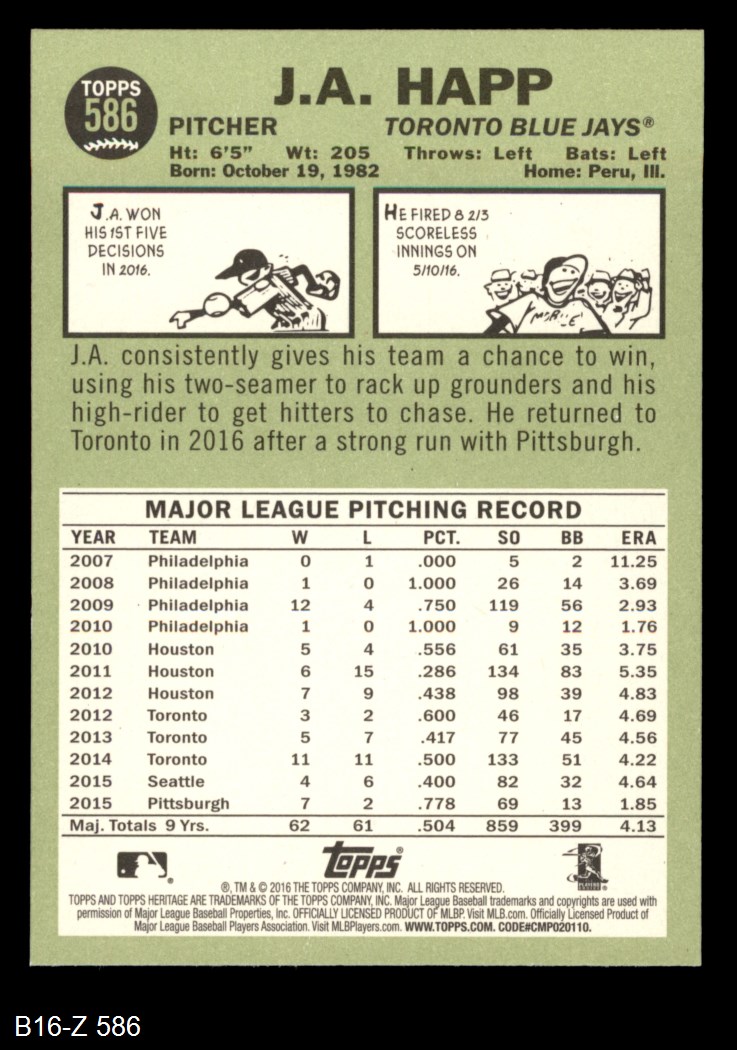 TOPPS
586
J.A. HAPP
PITCHER TORONTO BLUE JAYS®
Ht: 6'5" Wt: 205 Throws: Left Bats: Left
Born: October 19, 1982 Home: Peru, Ill.
J.A. WON
HIS 1ST FIVE
DECISIONS
IN 2016.
HE FIRED 8 2/3
SCORELESS
INNINGS ON
5/10/16.
J.A. consistently gives his team a chance to win,
using his two-seamer to rack up grounders and his
high-rider to get hitters to chase. He returned to
Toronto in 2016 after a strong run with Pittsburgh.
MAJOR LEAGUE PITCHING RECORD
YEAR TEAM W L PCT. SO BB ERA
2007 Philadelphia 0 1 .000 5 2 11.25
2008 Philadelphia 1 0 1.000 26 14 3.69
2009 Philadelphia 12 4 .750 119 56 2.93
2010 Philadelphia 1 0 1.000 9 12 1.76
2010 Houston 5 4 .556 61 35 3.75
2011 Houston 6 15 .286 134 83 5.35
2012 Houston 7 9 .438 98 39 4.83
2012 Toronto 3 2 .600 46 17 4.69
2013 Toronto 5 7 .417 77 45 4.56
2014 Toronto 11 11 .500 133 51 4.22
2015 Seattle 4 6 .400 82 32 4.64
2015 Pittsburgh 7 2 .778 69 13 1.85
Maj. Totals 9 Yrs. 62 61 .504 859 399 4.13
topps®
®, TM & © 2016 THE TOPPS COMPANY, INC. ALL RIGHTS RESERVED.
TOPPS AND TOPPS HERITAGE ARE TRADEMARKS OF THE TOPPS COMPANY, INC. Major League Baseball trademarks and copyrights are used with
permission of Major League Baseball Properties, Inc. OFFICIALLY LICENSED PRODUCT OF MLBP. Visit MLB.com. Officially Licensed Product of
Major League Baseball Players Association. Visit MLBPlayers.com. WWW.TOPPS.COM. CODE#CMP020110.
B16-Z 586